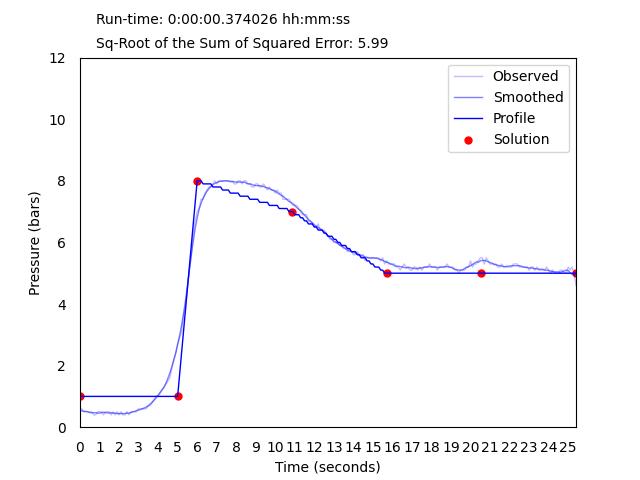 Run-time: 0:00:00.374026 hh:mm:ss
Sq-Root of the Sum of Squared Error: 5.99
Observed
Smoothed
Profile
Solution
12
10
8
6
4
2
0
Pressure (bars)
0 1 2 3 4 5 6 7 8 9 10 11 12 13 14 15 16 17 18 19 20 21 22 23 24 25
Time (seconds)